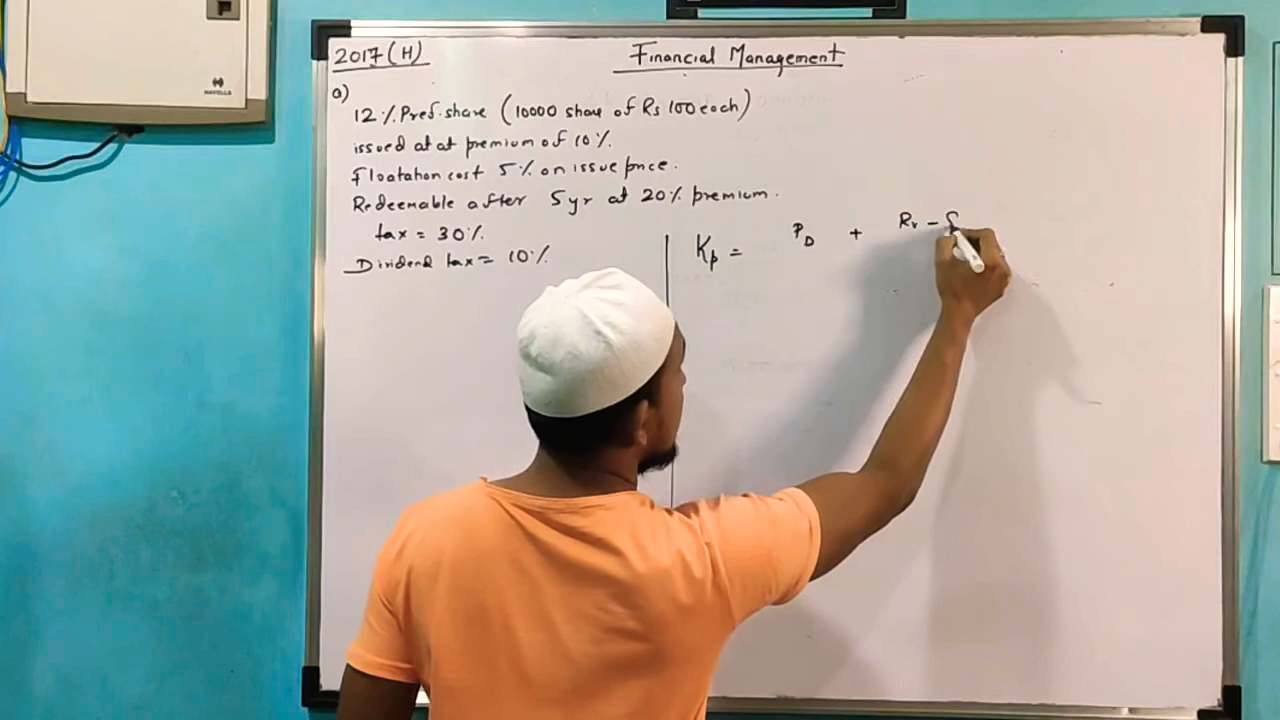 HAVELLS
2017(H)
Financial Management
a)
12% Pref. share (10000 share of Rs 100 each)
issued at at premium of 10%.
Floatation cost 5% on issue price.
Redeemable after 5yr at 20% premium.
tax = 30%.
Dividend tax = 10%.
Kp = PD + Rv - S